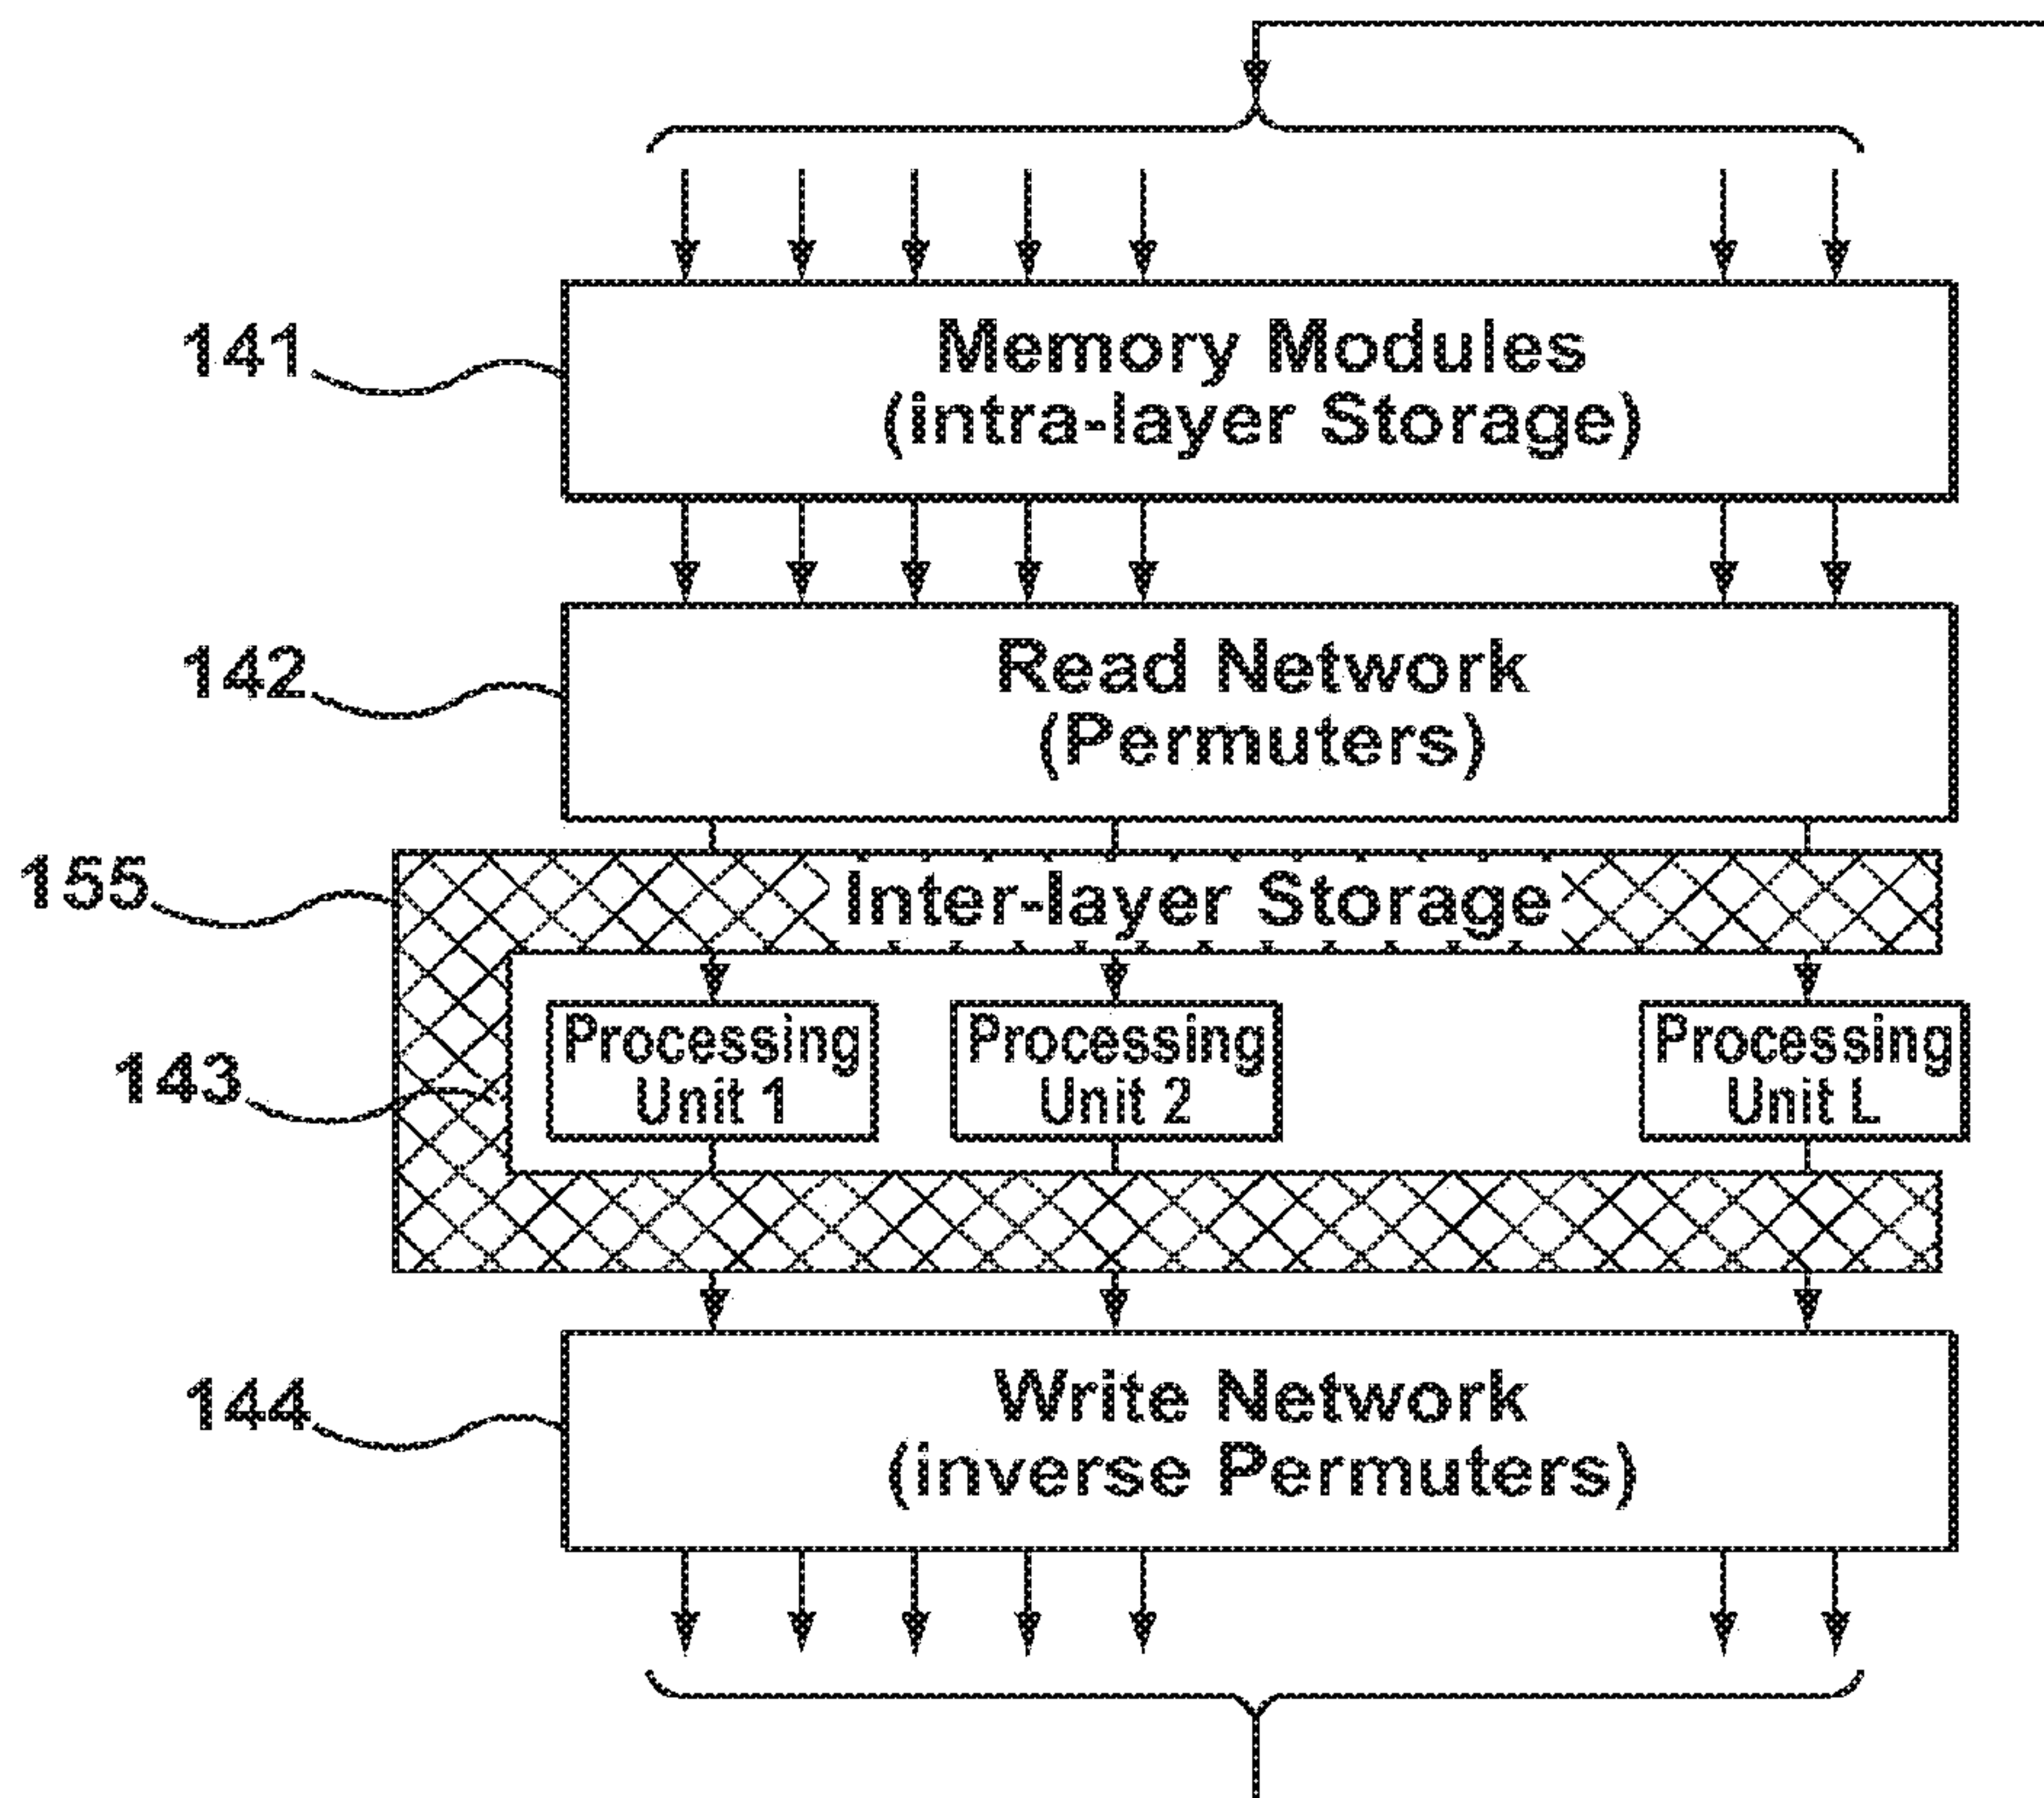 141
Memory Modules
(intra-layer Storage)
142
Read Network
(Permuters)
155
Inter-layer Storage
143
Processing
Unit 1
Processing
Unit 2
Processing
Unit L
144
Write Network
(inverse Permuters)